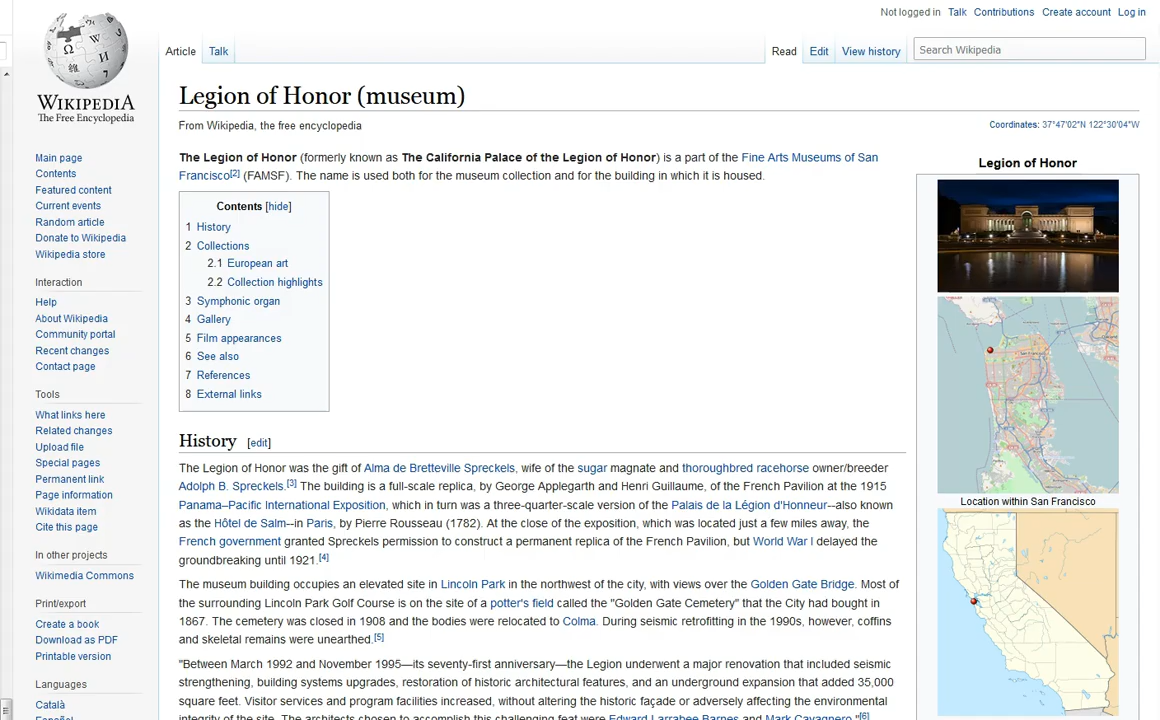 Not logged in Talk Contributions Create account Log in
Article Talk Read Edit View history Search Wikipedia
WIKIPEDIA
The Free Encyclopedia
Main page
Contents
Featured content
Current events
Random article
Donate to Wikipedia
Wikipedia store
Interaction
Help
About Wikipedia
Community portal
Recent changes
Contact page
Tools
What links here
Related changes
Upload file
Special pages
Permanent link
Page information
Wikidata item
Cite this page
In other projects
Wikimedia Commons
Print/export
Create a book
Download as PDF
Printable version
Languages
Català
Español
Legion of Honor (museum)
From Wikipedia, the free encyclopedia
Coordinates: 37°47′02″N 122°30′04″W
The Legion of Honor (formerly known as The California Palace of the Legion of Honor) is a part of the Fine Arts Museums of San
Francisco[2] (FAMSF). The name is used both for the museum collection and for the building in which it is housed.
Contents [hide]
1 History
2 Collections
2.1 European art
2.2 Collection highlights
3 Symphonic organ
4 Gallery
5 Film appearances
6 See also
7 References
8 External links
History [edit]
The Legion of Honor was the gift of Alma de Bretteville Spreckels, wife of the sugar magnate and thoroughbred racehorse owner/breeder
Adolph B. Spreckels.[3] The building is a full-scale replica, by George Applegarth and Henri Guillaume, of the French Pavilion at the 1915
Panama–Pacific International Exposition, which in turn was a three-quarter-scale version of the Palais de la Légion d'Honneur--also known
as the Hôtel de Salm--in Paris, by Pierre Rousseau (1782). At the close of the exposition, which was located just a few miles away, the
French government granted Spreckels permission to construct a permanent replica of the French Pavilion, but World War I delayed the
groundbreaking until 1921.[4]
The museum building occupies an elevated site in Lincoln Park in the northwest of the city, with views over the Golden Gate Bridge. Most of
the surrounding Lincoln Park Golf Course is on the site of a potter's field called the "Golden Gate Cemetery" that the City had bought in
1867. The cemetery was closed in 1908 and the bodies were relocated to Colma. During seismic retrofitting in the 1990s, however, coffins
and skeletal remains were unearthed.[5]
"Between March 1992 and November 1995—its seventy-first anniversary—the Legion underwent a major renovation that included seismic
strengthening, building systems upgrades, restoration of historic architectural features, and an underground expansion that added 35,000
square feet. Visitor services and program facilities increased, without altering the historic façade or adversely affecting the environmental
integrity of the site. The architects chosen to accomplish this challenging feat were Edward Larrabee Barnes and Mark Cavagnero."[6]
Legion of Honor
Location within San Francisco